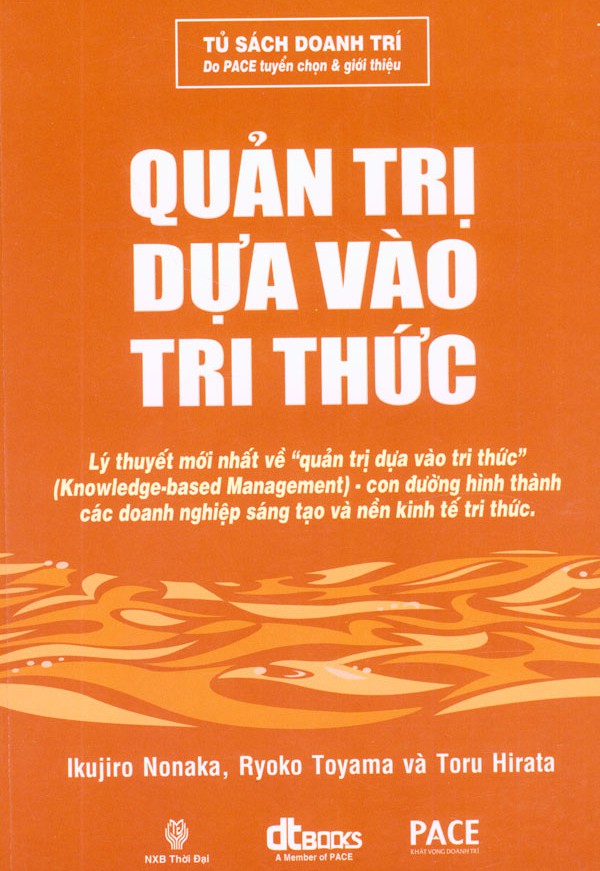 TỦ SÁCH DOANH TRÍ
Do PACE tuyển chọn & giới thiệu
QUẢN TRỊ
DỰA VÀO
TRI THỨC
Lý thuyết mới nhất về “quản trị dựa vào tri thức”
(Knowledge-based Management) - con đường hình thành
các doanh nghiệp sáng tạo và nền kinh tế tri thức.
Ikujiro Nonaka, Ryoko Toyama và Toru Hirata
NXB Thời Đại
dtBOOKS
A Member of PACE
PACE
KHÁT VỌNG DOANH TRÍ